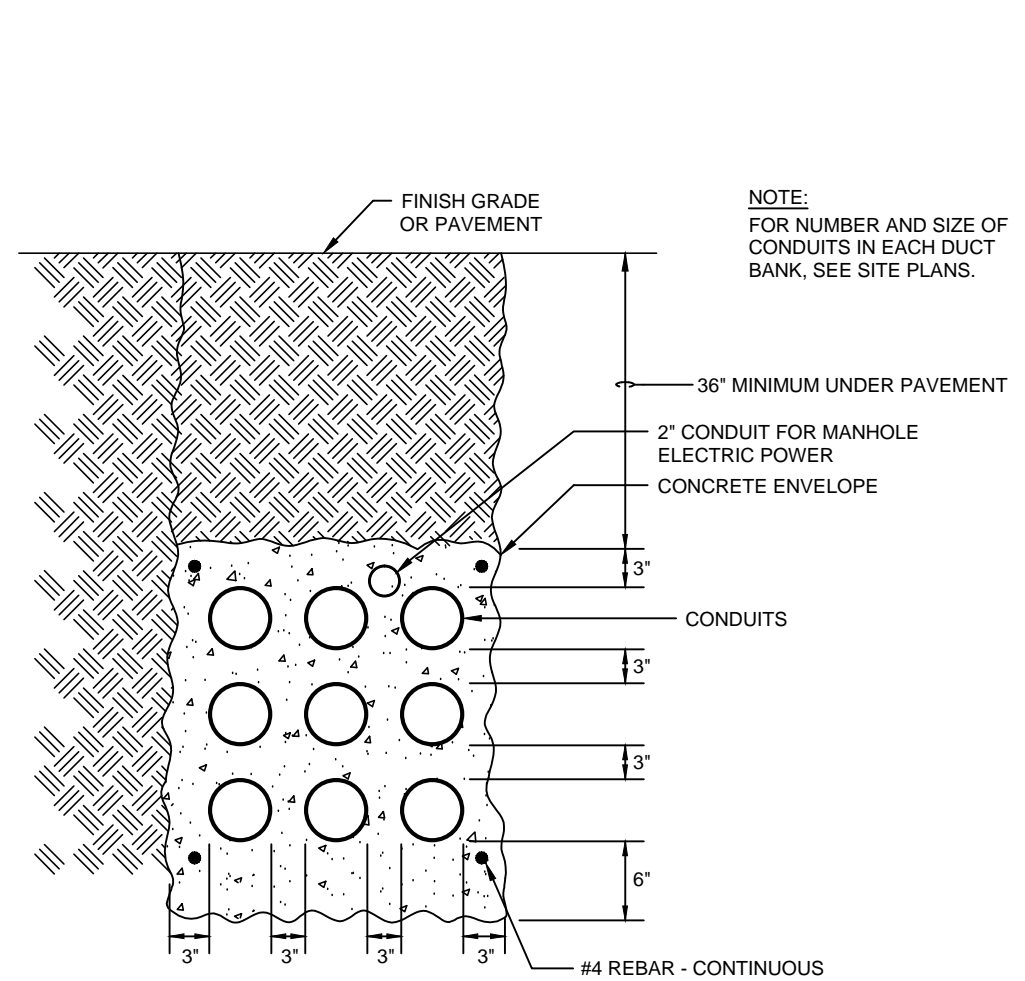 FINISH GRADE
OR PAVEMENT
NOTE:
FOR NUMBER AND SIZE OF
CONDUITS IN EACH DUCT
BANK, SEE SITE PLANS.
36" MINIMUM UNDER PAVEMENT
2" CONDUIT FOR MANHOLE
ELECTRIC POWER
CONCRETE ENVELOPE
3"
CONDUITS
3"
3"
6"
3"
3"
3"
3"
#4 REBAR - CONTINUOUS